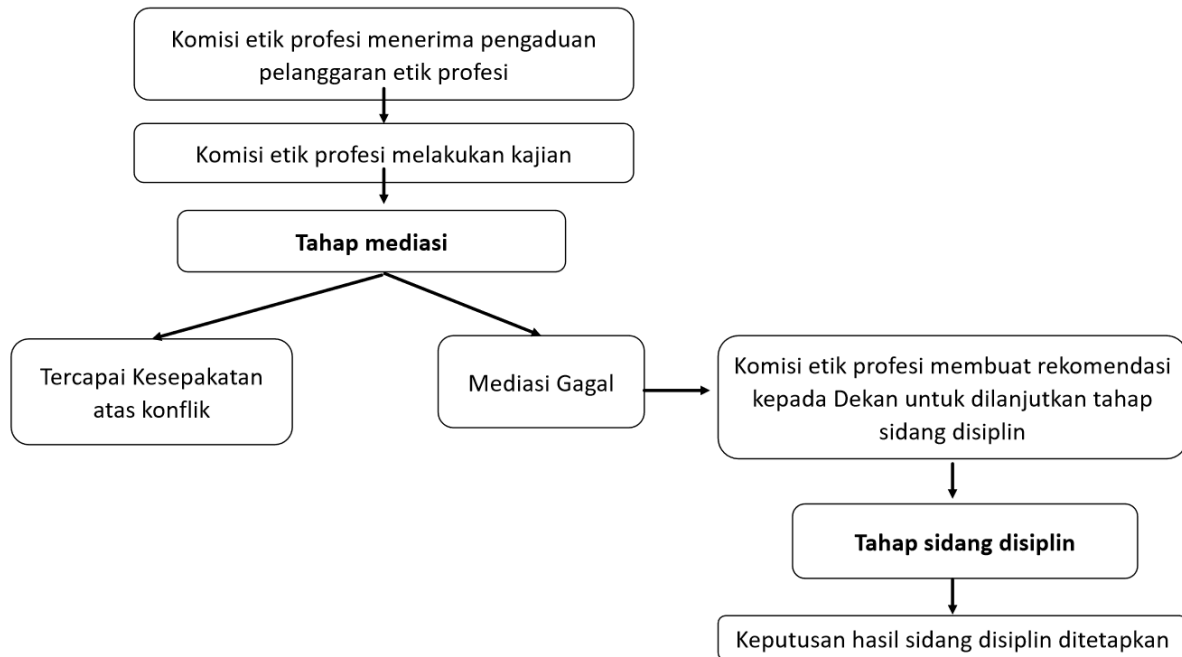 Komisi etik profesi menerima pengaduan
pelanggaran etik profesi
Komisi etik profesi melakukan kajian
Tahap mediasi
Tercapai Kesepakatan
atas konflik
Mediasi Gagal
Komisi etik profesi membuat rekomendasi
kepada Dekan untuk dilanjutkan tahap
sidang disiplin
Tahap sidang disiplin
Keputusan hasil sidang disiplin ditetapkan